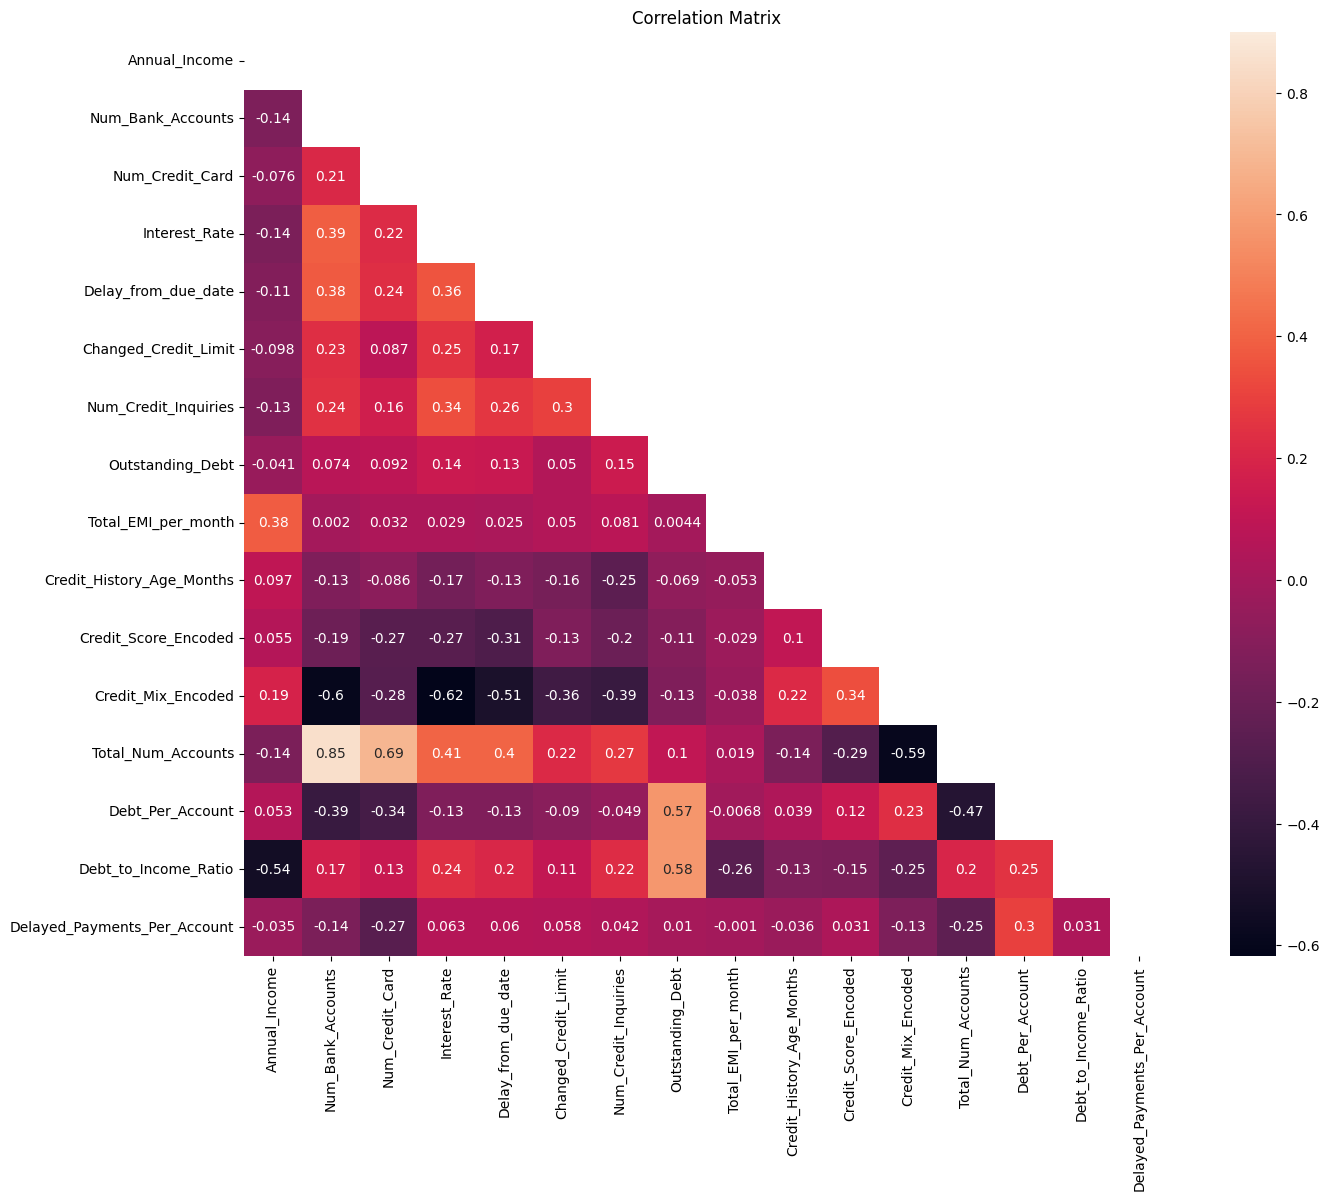 Correlation Matrix
Annual_Income
Num_Bank_Accounts -0.14
Num_Credit_Card -0.076 0.21
Interest_Rate -0.14 0.39 0.22
Delay_from_due_date -0.11 0.38 0.24 0.36
Changed_Credit_Limit -0.098 0.23 0.087 0.25 0.17
Num_Credit_Inquiries -0.13 0.24 0.16 0.34 0.26 0.3
Outstanding_Debt -0.041 0.074 0.092 0.14 0.13 0.05 0.15
Total_EMI_per_month 0.38 0.002 0.032 0.029 0.025 0.05 0.081 0.0044
Credit_History_Age_Months 0.097 -0.13 -0.086 -0.17 -0.13 -0.16 -0.25 -0.069 -0.053
Credit_Score_Encoded 0.055 -0.19 -0.27 -0.27 -0.31 -0.13 -0.2 -0.11 -0.029 0.1
Credit_Mix_Encoded 0.19 -0.6 -0.28 -0.62 -0.51 -0.36 -0.39 -0.13 -0.038 0.22 0.34
Total_Num_Accounts -0.14 0.85 0.69 0.41 0.4 0.22 0.27 0.1 0.019 -0.14 -0.29 -0.59
Debt_Per_Account 0.053 -0.39 -0.34 -0.13 -0.13 -0.09 -0.049 0.57 -0.0068 0.039 0.12 0.23 -0.47
Debt_to_Income_Ratio -0.54 0.17 0.13 0.24 0.2 0.11 0.22 0.58 -0.26 -0.13 -0.15 -0.25 0.2 0.25
Delayed_Payments_Per_Account -0.035 -0.14 -0.27 0.063 0.06 0.058 0.042 0.01 -0.001 -0.036 0.031 -0.13 -0.25 0.3 0.031
Annual_Income
Num_Bank_Accounts
Num_Credit_Card
Interest_Rate
Delay_from_due_date
Changed_Credit_Limit
Num_Credit_Inquiries
Outstanding_Debt
Total_EMI_per_month
Credit_History_Age_Months
Credit_Score_Encoded
Credit_Mix_Encoded
Total_Num_Accounts
Debt_Per_Account
Debt_to_Income_Ratio
Delayed_Payments_Per_Account
0.8
0.6
0.4
0.2
0.0
−0.2
−0.4
−0.6